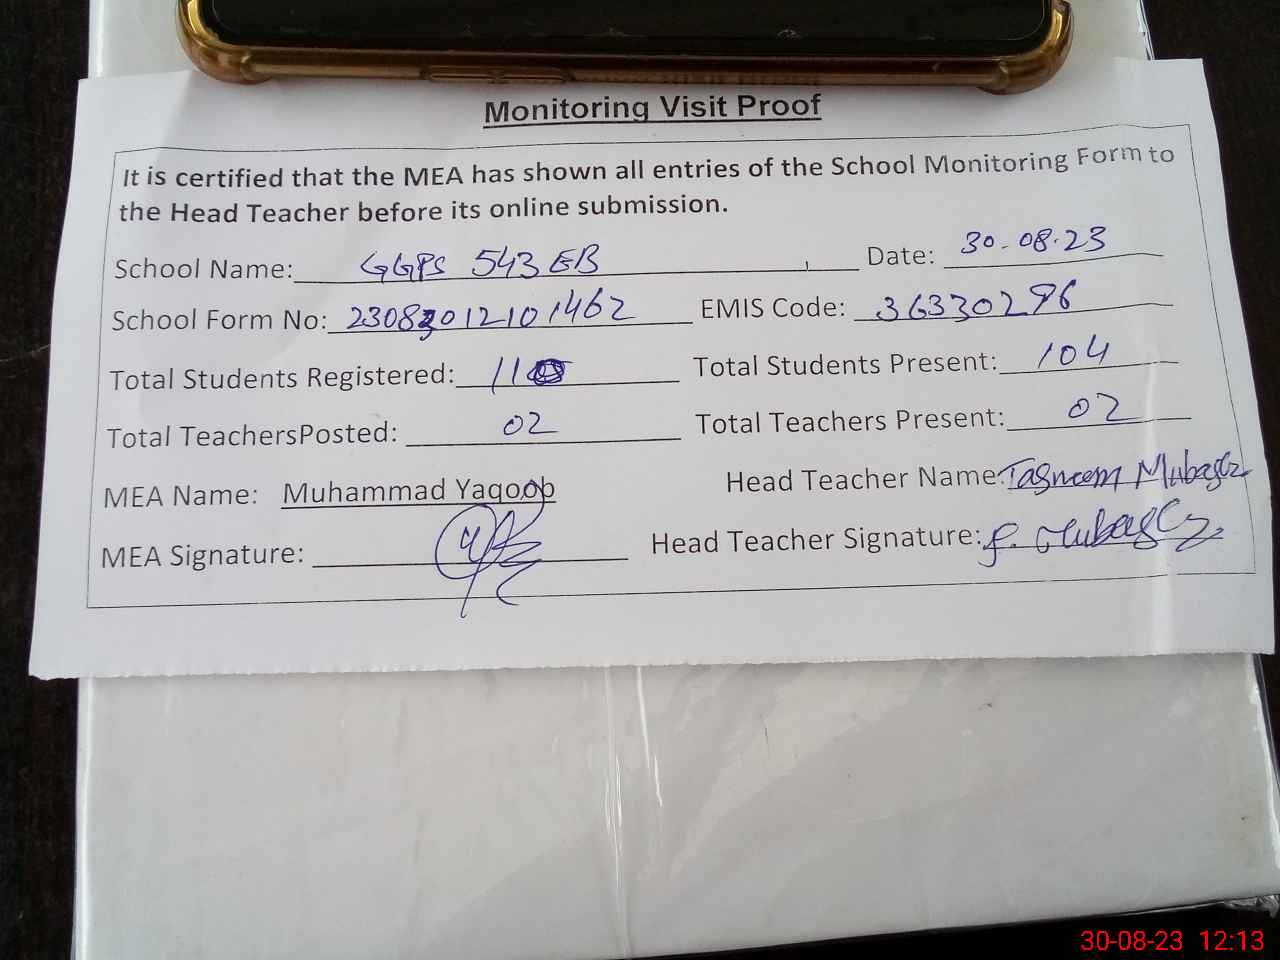 Monitoring Visit Proof
It is certified that the MEA has shown all entries of the School Monitoring Form to
the Head Teacher before its online submission.
School Name: GGPS 543 EB Date: 30-08-23
School Form No: 23083012101462 EMIS Code: 36330296
Total Students Registered: Total Students Present: 104
Total TeachersPosted: 02 Total Teachers Present: 02
MEA Name: Muhammad Yaqoob Head Teacher Name: Tasneem
MEA Signature: Head Teacher Signature:
30-08-23 12:13